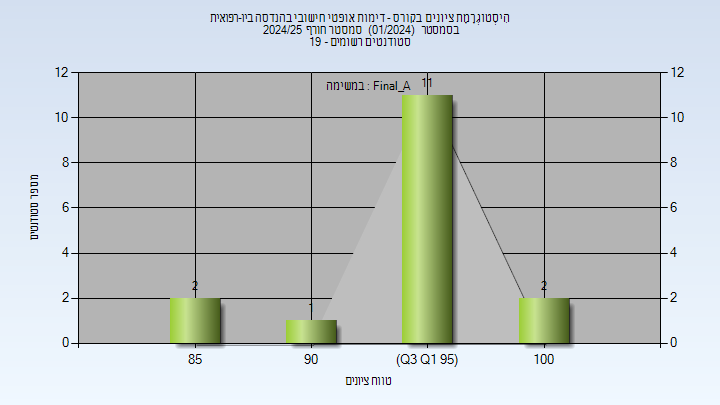 היסטוגרמת ציונים בקורס - דימות אופטי חישובי בהנדסה ביו-רפואית
בסמסטר (01/2024) סמסטר חורף 2024/25
סטודנטים רשומים - 19
במשימה : Final_A
12 12
10 10
8 8
6 6
4 4
2 2
0 0
2 1 11 2
מספר סטודנטים
85 90 (Q3 Q1 95) 100
טווח ציונים